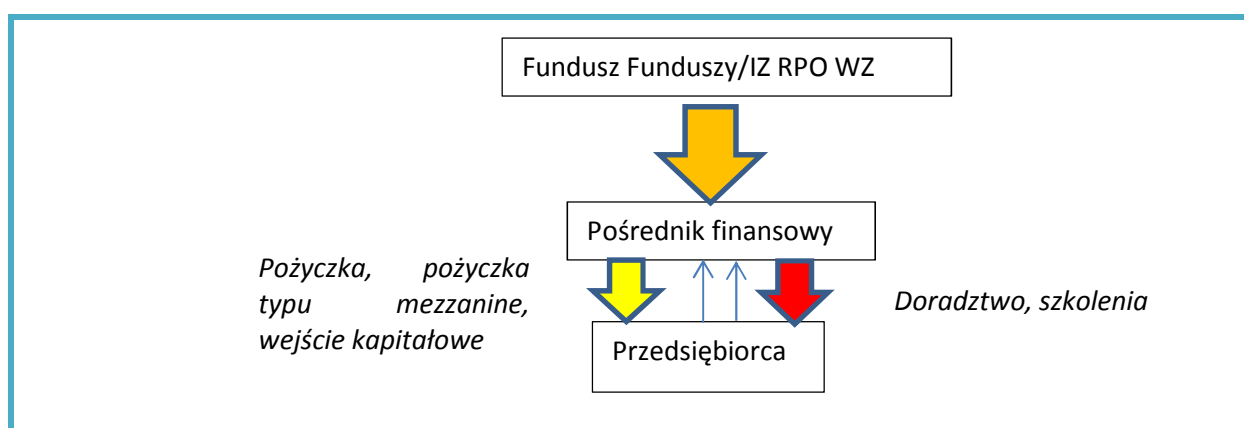 Fundusz Funduszy/IZ RPO WZ
Pośrednik finansowy
Pożyczka, pożyczka
typu mezzanine,
wejście kapitałowe
Doradztwo, szkolenia
Przedsiębiorca